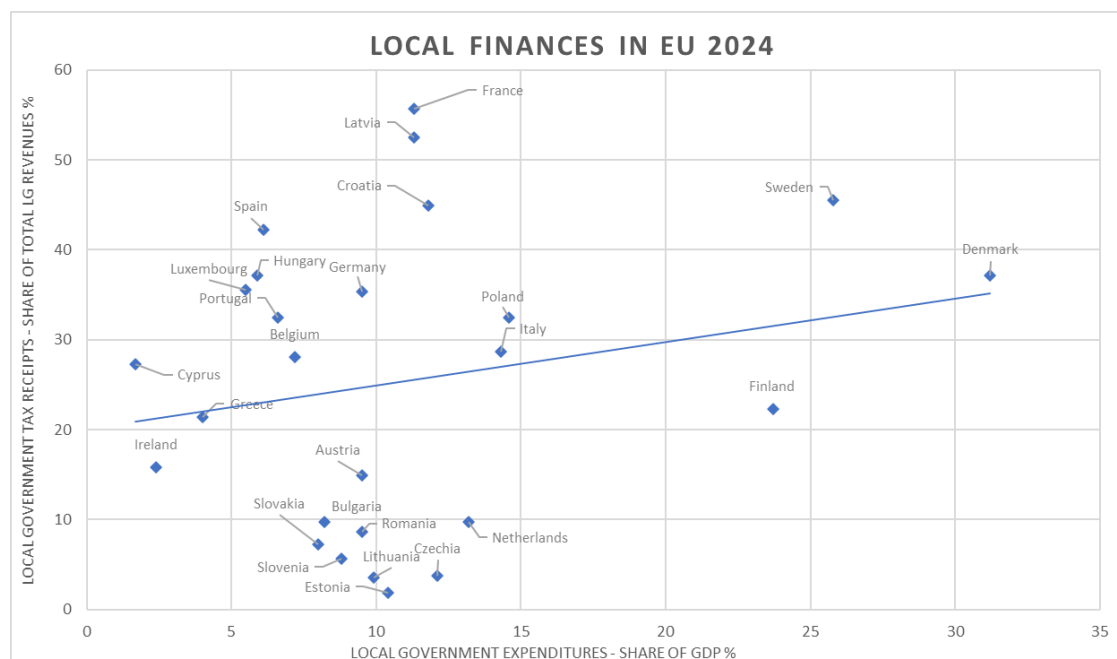 LOCAL FINANCES IN EU 2024
LOCAL GOVERNMENT TAX RECEIPTS - SHARE OF TOTAL LG REVENUES %
60
50
40
30
20
10
0
France
Latvia
Croatia
Sweden
Spain
Denmark
Hungary
Luxembourg
Germany
Portugal
Poland
Belgium
Italy
Cyprus
Finland
Greece
Ireland
Austria
Slovakia
Bulgaria
Romania
Netherlands
Slovenia
Lithuania
Czechia
Estonia
0 5 10 15 20 25 30 35
LOCAL GOVERNMENT EXPENDITURES - SHARE OF GDP %